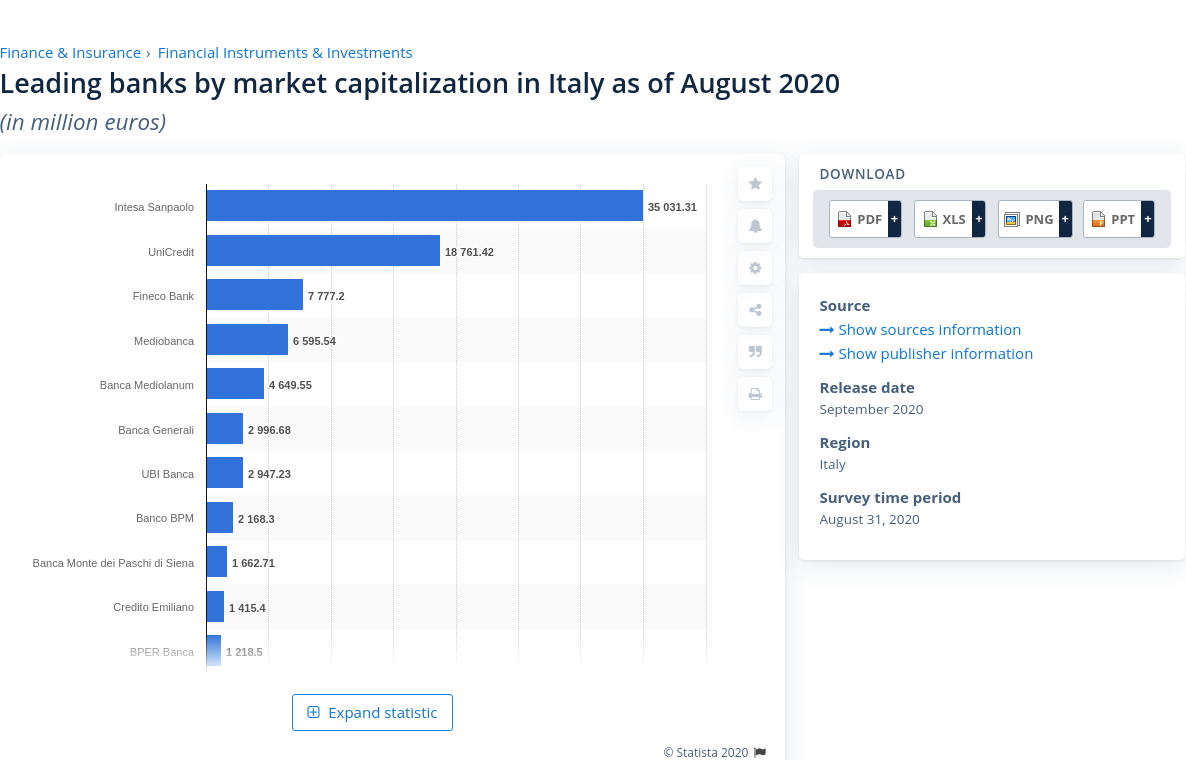 Finance & Insurance › Financial Instruments & Investments
Leading banks by market capitalization in Italy as of August 2020
(in million euros)
Intesa Sanpaolo 35 031.31
UniCredit 18 761.42
Fineco Bank 7 777.2
Mediobanca 6 595.54
Banca Mediolanum 4 649.55
Banca Generali 2 996.68
UBI Banca 2 947.23
Banco BPM 2 168.3
Banca Monte dei Paschi di Siena 1 662.71
Credito Emiliano 1 415.4
BPER Banca 1 218.5
Expand statistic
© Statista 2020
DOWNLOAD
PDF + XLS + PNG + PPT +
Source
Show sources information
Show publisher information
Release date
September 2020
Region
Italy
Survey time period
August 31, 2020